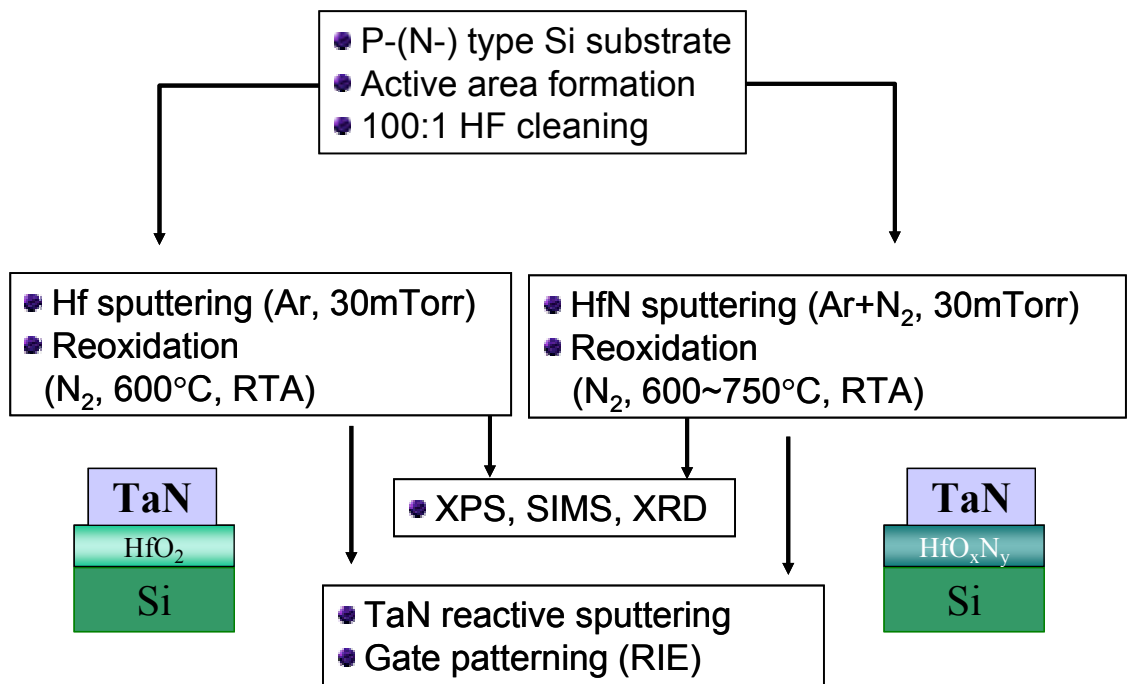 P-(N-) type Si substrate
Active area formation
100:1 HF cleaning
Hf sputtering (Ar, 30mTorr)
Reoxidation
(N₂, 600°C, RTA)
HfN sputtering (Ar+N₂, 30mTorr)
Reoxidation
(N₂, 600~750°C, RTA)
TaN
HfO₂
Si
XPS, SIMS, XRD
TaN
HfOₓNᵧ
Si
TaN reactive sputtering
Gate patterning (RIE)